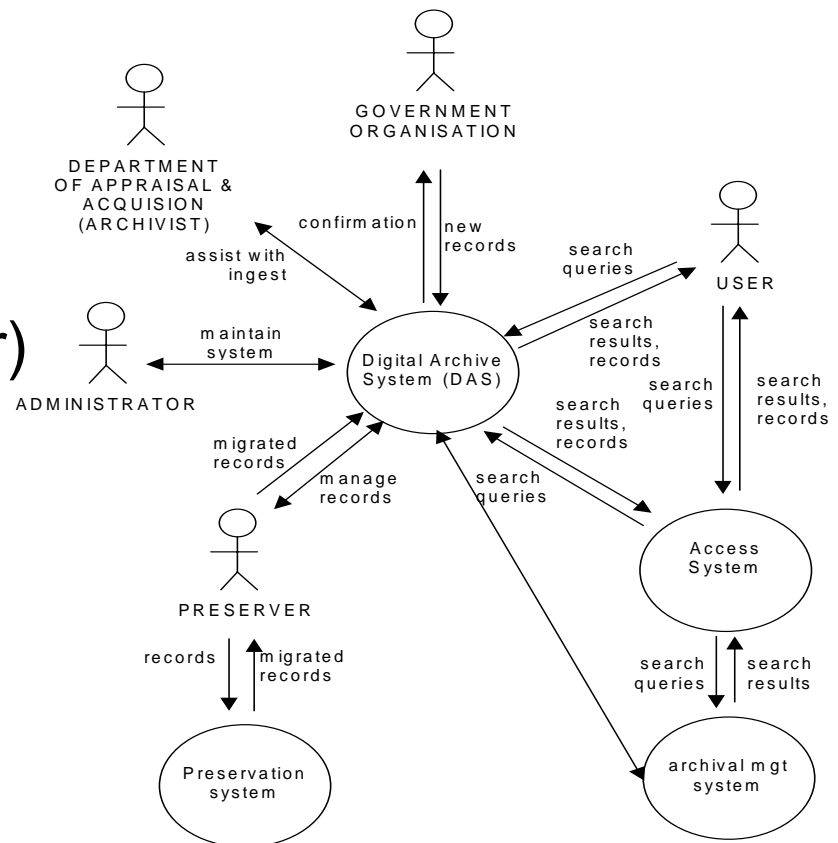 GOVERNMENT
ORGANISATION
DEPARTMENT
OF APPRAISAL &
ACQUISION
(ARCHIVIST)
confirmation
new
records
assist with
ingest
search
queries
USER
r)
maintain
system
ADMINISTRATOR
Digital Archive
System (DAS)
search
results,
records
search
queries
search
results,
records
migrated
records
manage
records
search
queries
search
results,
records
Access
System
PRESERVER
records
migrated
records
search
queries
search
results
Preservation
system
archival mgt
system